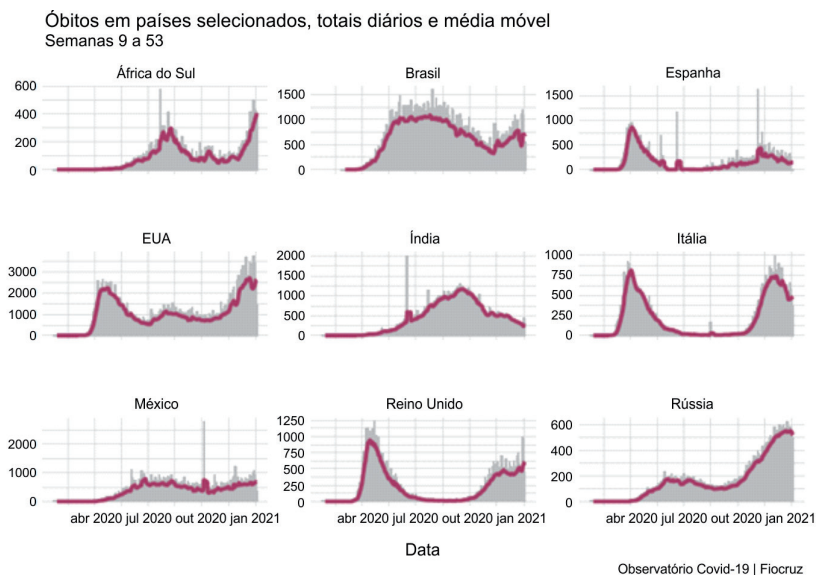 Óbitos em países selecionados, totais diários e média móvel
Semanas 9 a 53
África do Sul
600
400
200
0
Brasil
1500
1000
500
0
Espanha
1500
1000
500
0
EUA
3000
2000
1000
0
Índia
2000
1500
1000
500
0
Itália
1000
750
500
250
0
México
2000
1000
0
Reino Unido
1250
1000
750
500
250
0
Rússia
600
400
200
0
abr 2020 jul 2020 out 2020 jan 2021
abr 2020 jul 2020 out 2020 jan 2021
abr 2020 jul 2020 out 2020 jan 2021
Data
Observatório Covid-19 | Fiocruz